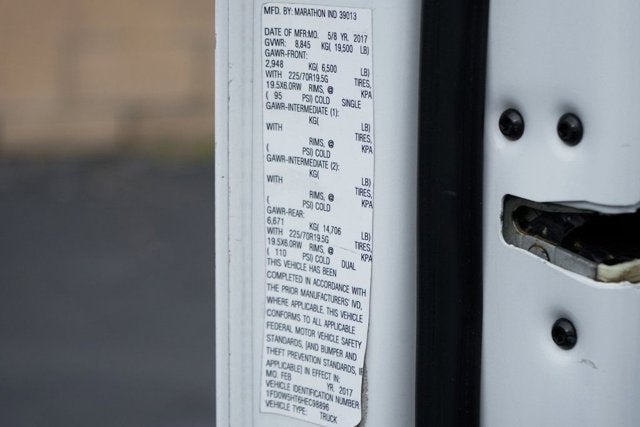 MFD. BY: MARATHON IND 39013
DATE OF MFR:MO. 5/8 YR. 2017
GVWR: 8,845 KG( 19,500 LB)
GAWR-FRONT:
2,948 KG( 6,500 LB)
WITH 225/70R19.5G TIRES,
19.5X6.0RW RIMS, @ KPA
( 95 PSI) COLD SINGLE
GAWR-INTERMEDIATE (1):
KG( LB)
WITH TIRES,
RIMS, @ KPA
( PSI) COLD
GAWR-INTERMEDIATE (2):
KG( LB)
WITH TIRES,
RIMS, @ KPA
( PSI) COLD
GAWR-REAR:
6,671 KG( 14,706 LB)
WITH 225/70R19.5G TIRES,
19.5X6.0RW RIMS, @ KPA
( 110 PSI) COLD DUAL
THIS VEHICLE HAS BEEN
COMPLETED IN ACCORDANCE WITH
THE PRIOR MANUFACTURERS' IVD,
WHERE APPLICABLE. THIS VEHICLE
CONFORMS TO ALL APPLICABLE
FEDERAL MOTOR VEHICLE SAFETY
STANDARDS, (AND BUMPER AND
THEFT PREVENTION STANDARDS, IF
APPLICABLE) IN EFFECT IN:
MO. FEB YR. 2017
VEHICLE IDENTIFICATION NUMBER
1FD0W5HT6HEC98896
VEHICLE TYPE: TRUCK